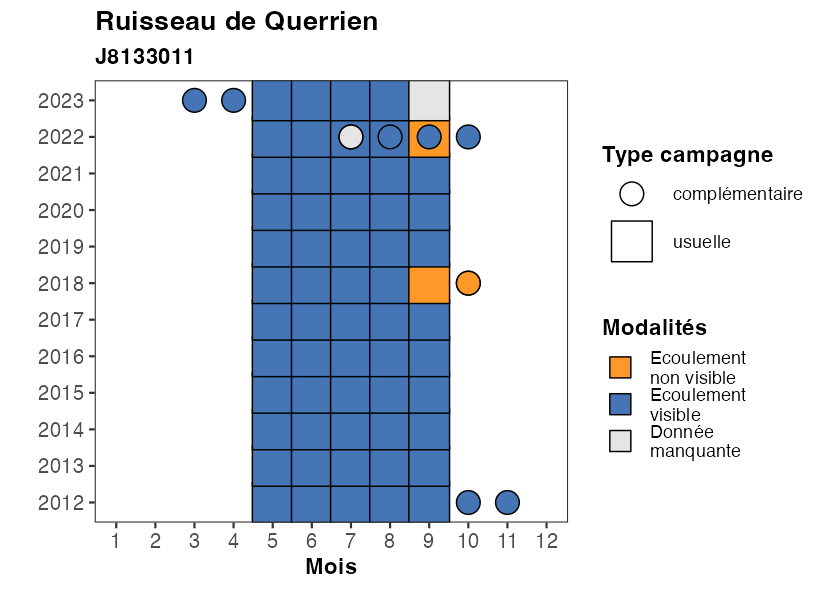 Ruisseau de Querrien
J8133011
2023
2022
2021
2020
2019
2018
2017
2016
2015
2014
2013
2012
1 2 3 4 5 6 7 8 9 10 11 12
Mois
Type campagne
complémentaire
usuelle
Modalités
Ecoulement
non visible
Ecoulement
visible
Donnée
manquante